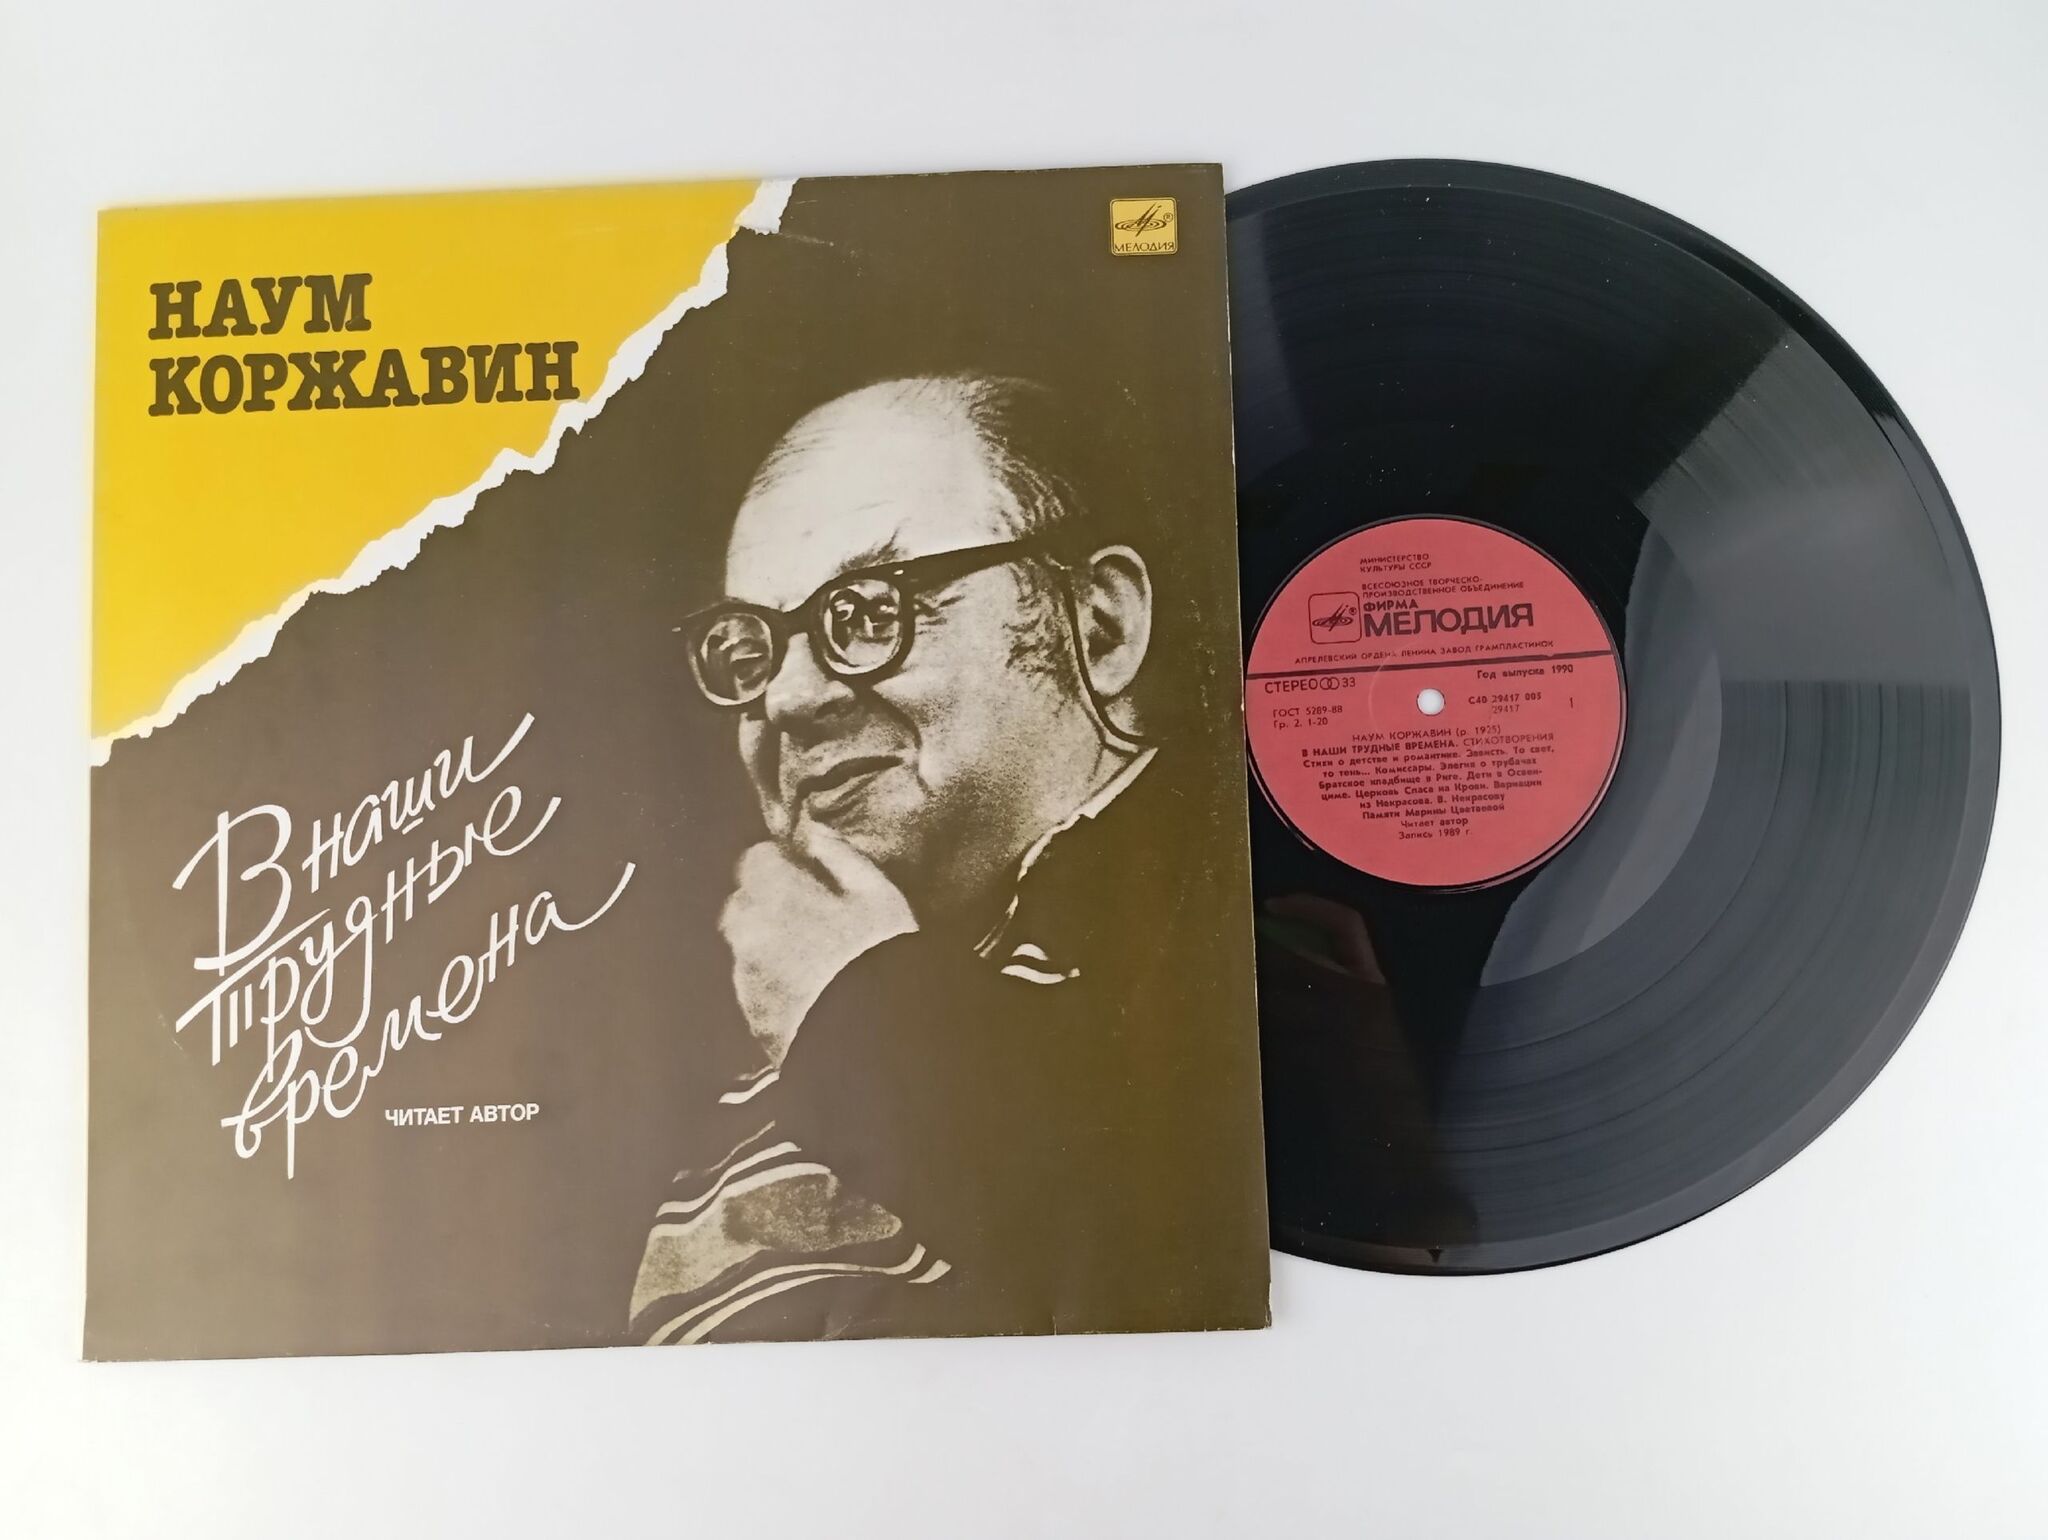 НАУМ
КОРЖАВИН
МЕЛОДИЯ
В наши
трудные
времена
ЧИТАЕТ АВТОР
МИНИСТЕРСТВО
КУЛЬТУРЫ СССР
ВСЕСОЮЗНОЕ ТВОРЧЕСКО-
ПРОИЗВОДСТВЕННОЕ ОБЪЕДИНЕНИЕ
ФИРМА
МЕЛОДИЯ
АПРЕЛЕВСКИЙ ОРДЕНА ЛЕНИНА ЗАВОД ГРАМПЛАСТИНОК
СТЕРЕО 33
Год выпуска 1990
ГОСТ 5289-88
Гр. 2. 1-20
С40 29417 005
29417
1
НАУМ КОРЖАВИН (р. 1925)
В НАШИ ТРУДНЫЕ ВРЕМЕНА. СТИХОТВОРЕНИЯ
Стихи о детстве и романтике. Зависть. То свет,
то тень... Комиссары. Элегия о трубачах
Братское кладбище в Риге. Дети в Освен-
циме. Церковь Спаса на Крови. Вариации
из Некрасова. В. Некрасову
Памяти Марины Цветаевой
Читает автор
Запись 1989 г.